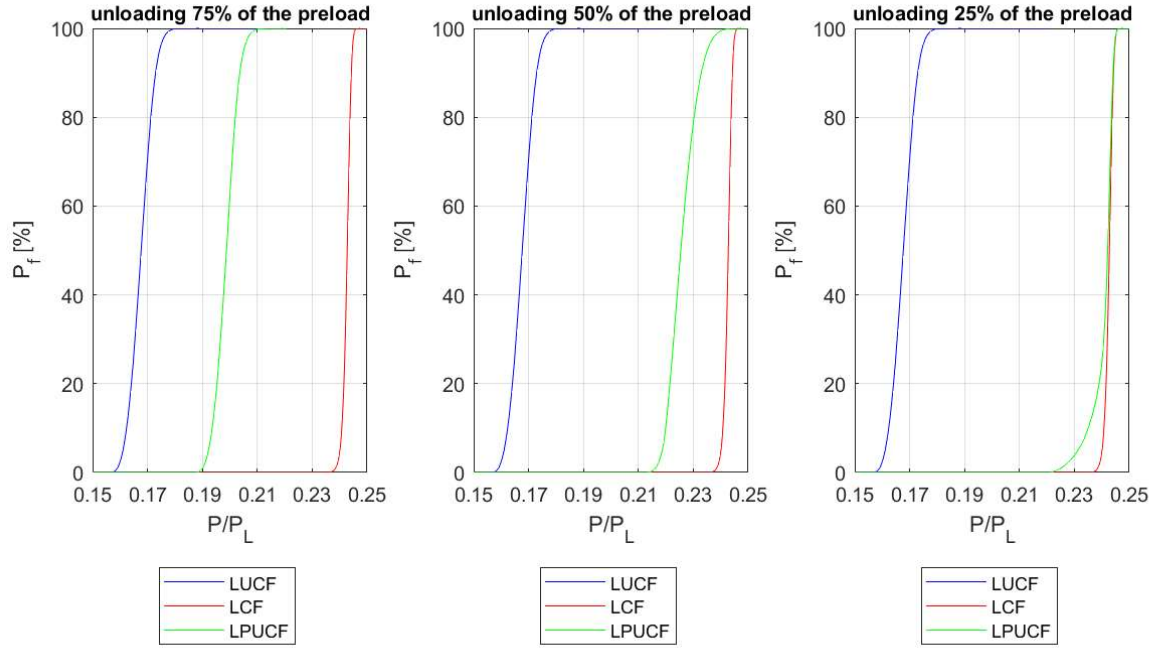 unloading 75% of the preload
100
80
60
40
20
0
P_f [%]
0.15 0.17 0.19 0.21 0.23 0.25
P/P_L
LUCF
LCF
LPUCF
unloading 50% of the preload
100
80
60
40
20
0
P_f [%]
0.15 0.17 0.19 0.21 0.23 0.25
P/P_L
LUCF
LCF
LPUCF
unloading 25% of the preload
100
80
60
40
20
0
P_f [%]
0.15 0.17 0.19 0.21 0.23 0.25
P/P_L
LUCF
LCF
LPUCF